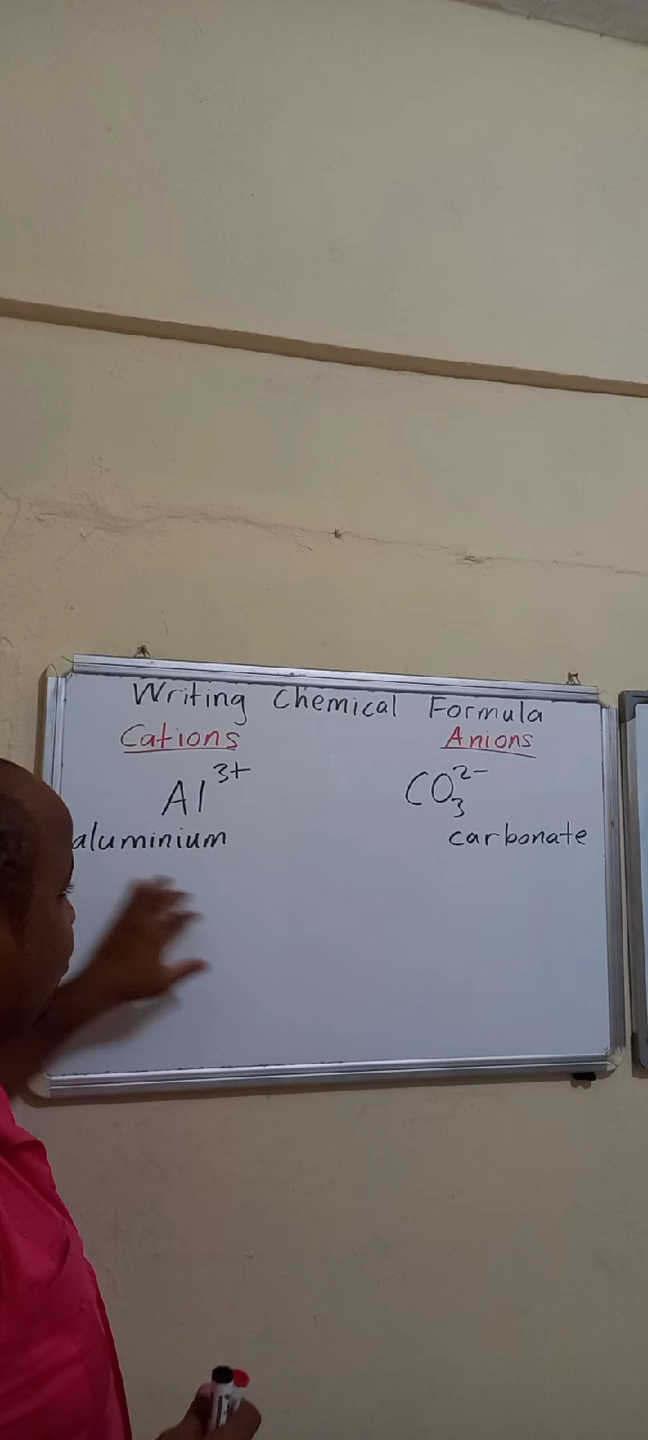 Writing Chemical Formula
Cations Anions
Al³⁺ CO₃²⁻
aluminium carbonate